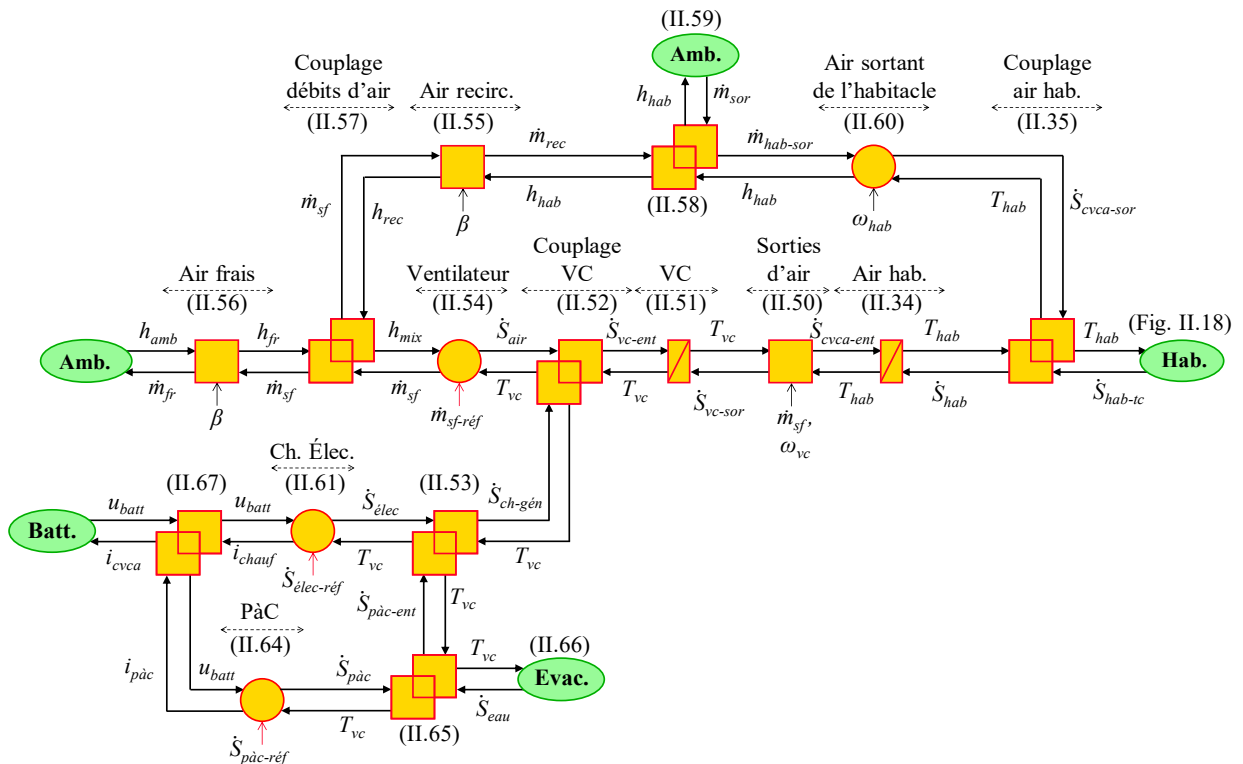 (II.59)
Amb.
h_hab
ṁ_sor
Couplage
débits d'air
(II.57)
Air recirc.
(II.55)
Air sortant
de l'habitacle
(II.60)
Couplage
air hab.
(II.35)
ṁ_rec
ṁ_hab-sor
h_hab
h_hab
(II.58)
ṁ_sf
h_rec
β
ω_hab
T_hab
Ṡ_cvca-sor
Air frais
(II.56)
Ventilateur
(II.54)
Couplage
VC
(II.52)
VC
(II.51)
Sorties
d'air
(II.50)
Air hab.
(II.34)
(Fig. II.18)
Amb.
h_amb
h_fr
h_mix
Ṡ_air
Ṡ_vc-ent
T_vc
Ṡ_cvca-ent
T_hab
T_hab
Hab.
ṁ_fr
ṁ_sf
ṁ_sf
T_vc
T_vc
Ṡ_vc-sor
T_hab
Ṡ_hab
Ṡ_hab-tc
β
ṁ_sf-réf
ṁ_sf,
ω_vc
Ch. Élec.
(II.61)
(II.67)
(II.53)
Ṡ_ch-gén
Batt.
u_batt
u_batt
Ṡ_élec
i_cvca
i_chauf
T_vc
T_vc
Ṡ_élec-réf
Ṡ_pàc-ent
T_vc
PàC
(II.64)
i_pàc
u_batt
Ṡ_pàc
T_vc
(II.66)
Evac.
Ṡ_eau
T_vc
(II.65)
Ṡ_pàc-réf